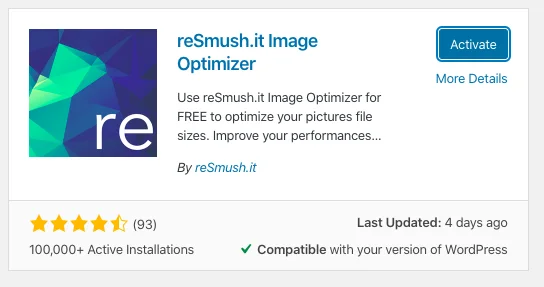 re
reSmush.it Image
Optimizer
Activate
More Details
Use reSmush.it Image Optimizer for
FREE to optimize your pictures file
sizes. Improve your performances...
By reSmush.it
(93)
Last Updated: 4 days ago
100,000+ Active Installations
Compatible with your version of WordPress